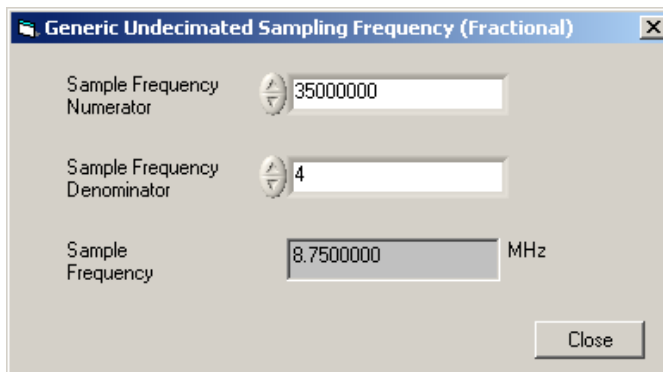 Generic Undecimated Sampling Frequency (Fractional)
Sample Frequency
Numerator
35000000
Sample Frequency
Denominator
4
Sample
Frequency
8.7500000
MHz
Close